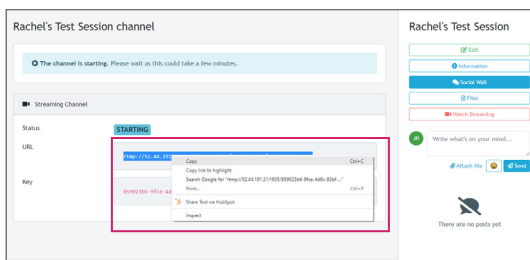 Rachel's Test Session channel
The channel is starting. Please wait as this could take a few minutes.
Streaming Channel
Status
STARTING
URL
Copy Ctrl+C
Copy link to highlight
Print... Ctrl+P
Share Text via HubSpot
Inspect
Key
Rachel's Test Session
Edit
Information
Social Wall
Files
Watch Streaming
JR
Write what's on your mind...
Attach file
Send
There are no posts yet